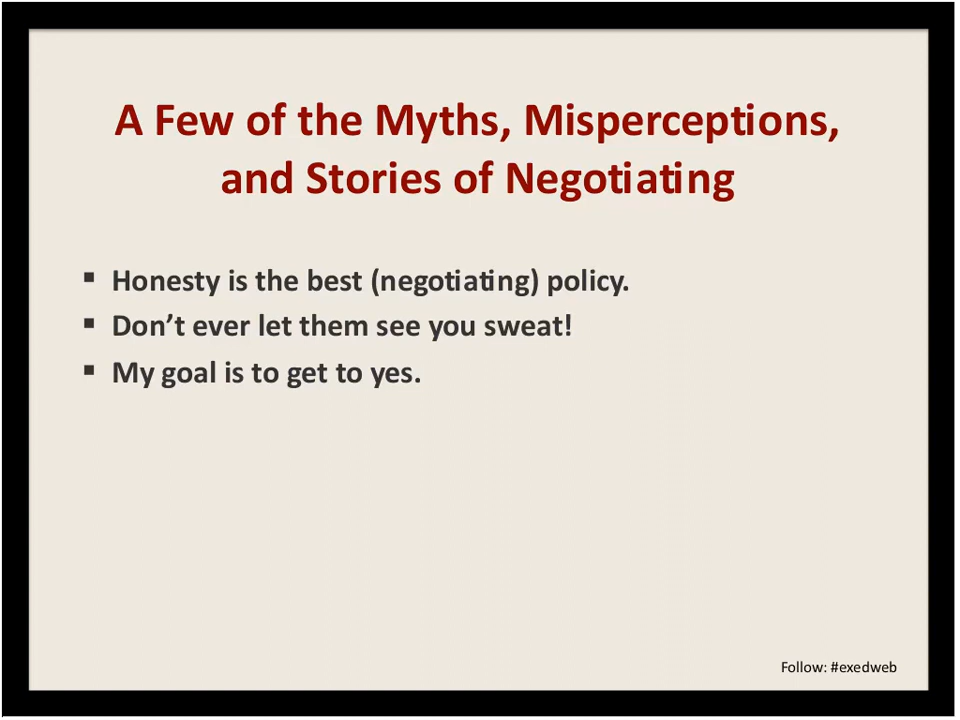 A Few of the Myths, Misperceptions,
and Stories of Negotiating
▪ Honesty is the best (negotiating) policy.
▪ Don’t ever let them see you sweat!
▪ My goal is to get to yes.
Follow: #exedweb